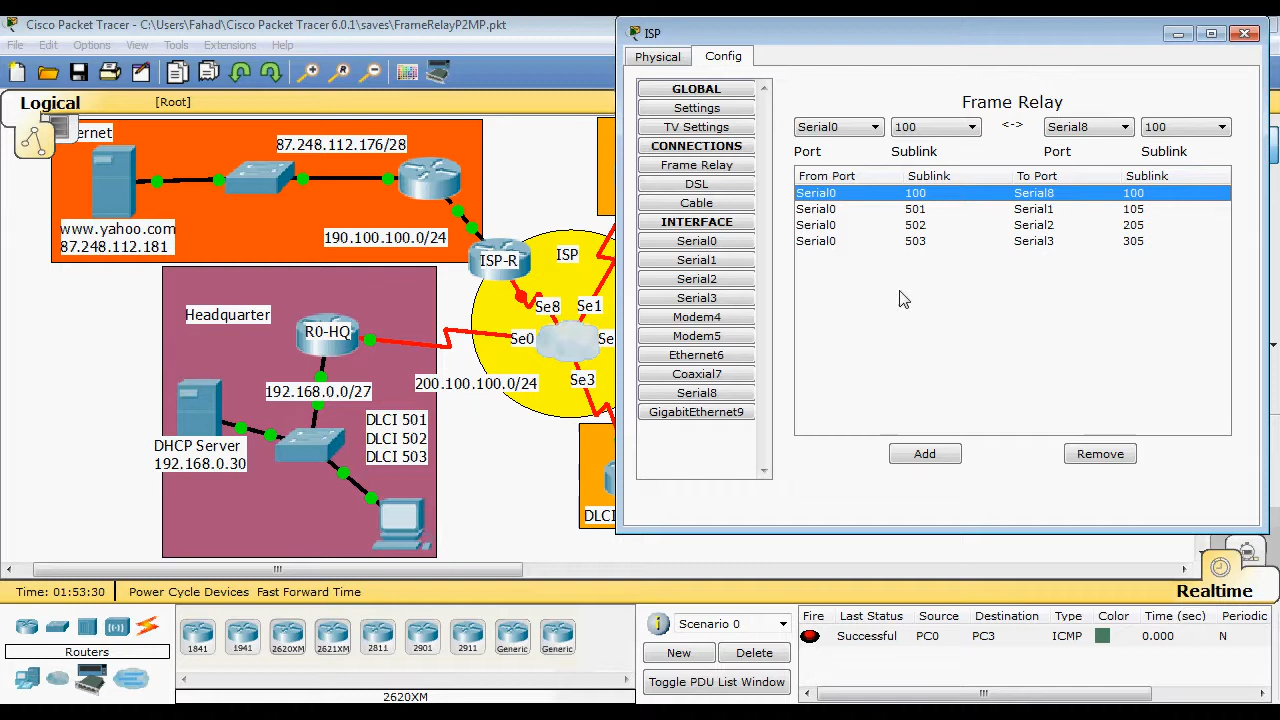 Cisco Packet Tracer - C:\Users\Fahad\Cisco Packet Tracer 6.0.1\saves\FrameRelayP2MP.pkt
File Edit Options View Tools Extensions Help
Logical [Root]
ernet
87.248.112.176/28
www.yahoo.com
87.248.112.181
190.100.100.0/24
ISP-R
ISP
Headquarter
R0-HQ
Se8
Se1
Se0
Se
Se3
192.168.0.0/27
200.100.100.0/24
DLCI 501
DLCI 502
DLCI 503
DHCP Server
192.168.0.30
DLCI
ISP
Physical Config
GLOBAL
Settings
TV Settings
CONNECTIONS
Frame Relay
DSL
Cable
INTERFACE
Serial0
Serial1
Serial2
Serial3
Modem4
Modem5
Ethernet6
Coaxial7
Serial8
GigabitEthernet9
Frame Relay
Serial0 100 <-> Serial8 100
Port Sublink Port Sublink
From Port Sublink To Port Sublink
Serial0 100 Serial8 100
Serial0 501 Serial1 105
Serial0 502 Serial2 205
Serial0 503 Serial3 305
Add Remove
Time: 01:53:30 Power Cycle Devices Fast Forward Time
Realtime
Routers
1841 1941 2620XM 2621XM 2811 2901 2911 Generic Generic
2620XM
Scenario 0
New Delete
Toggle PDU List Window
Fire Last Status Source Destination Type Color Time (sec) Periodic
Successful PC0 PC3 ICMP 0.000 N